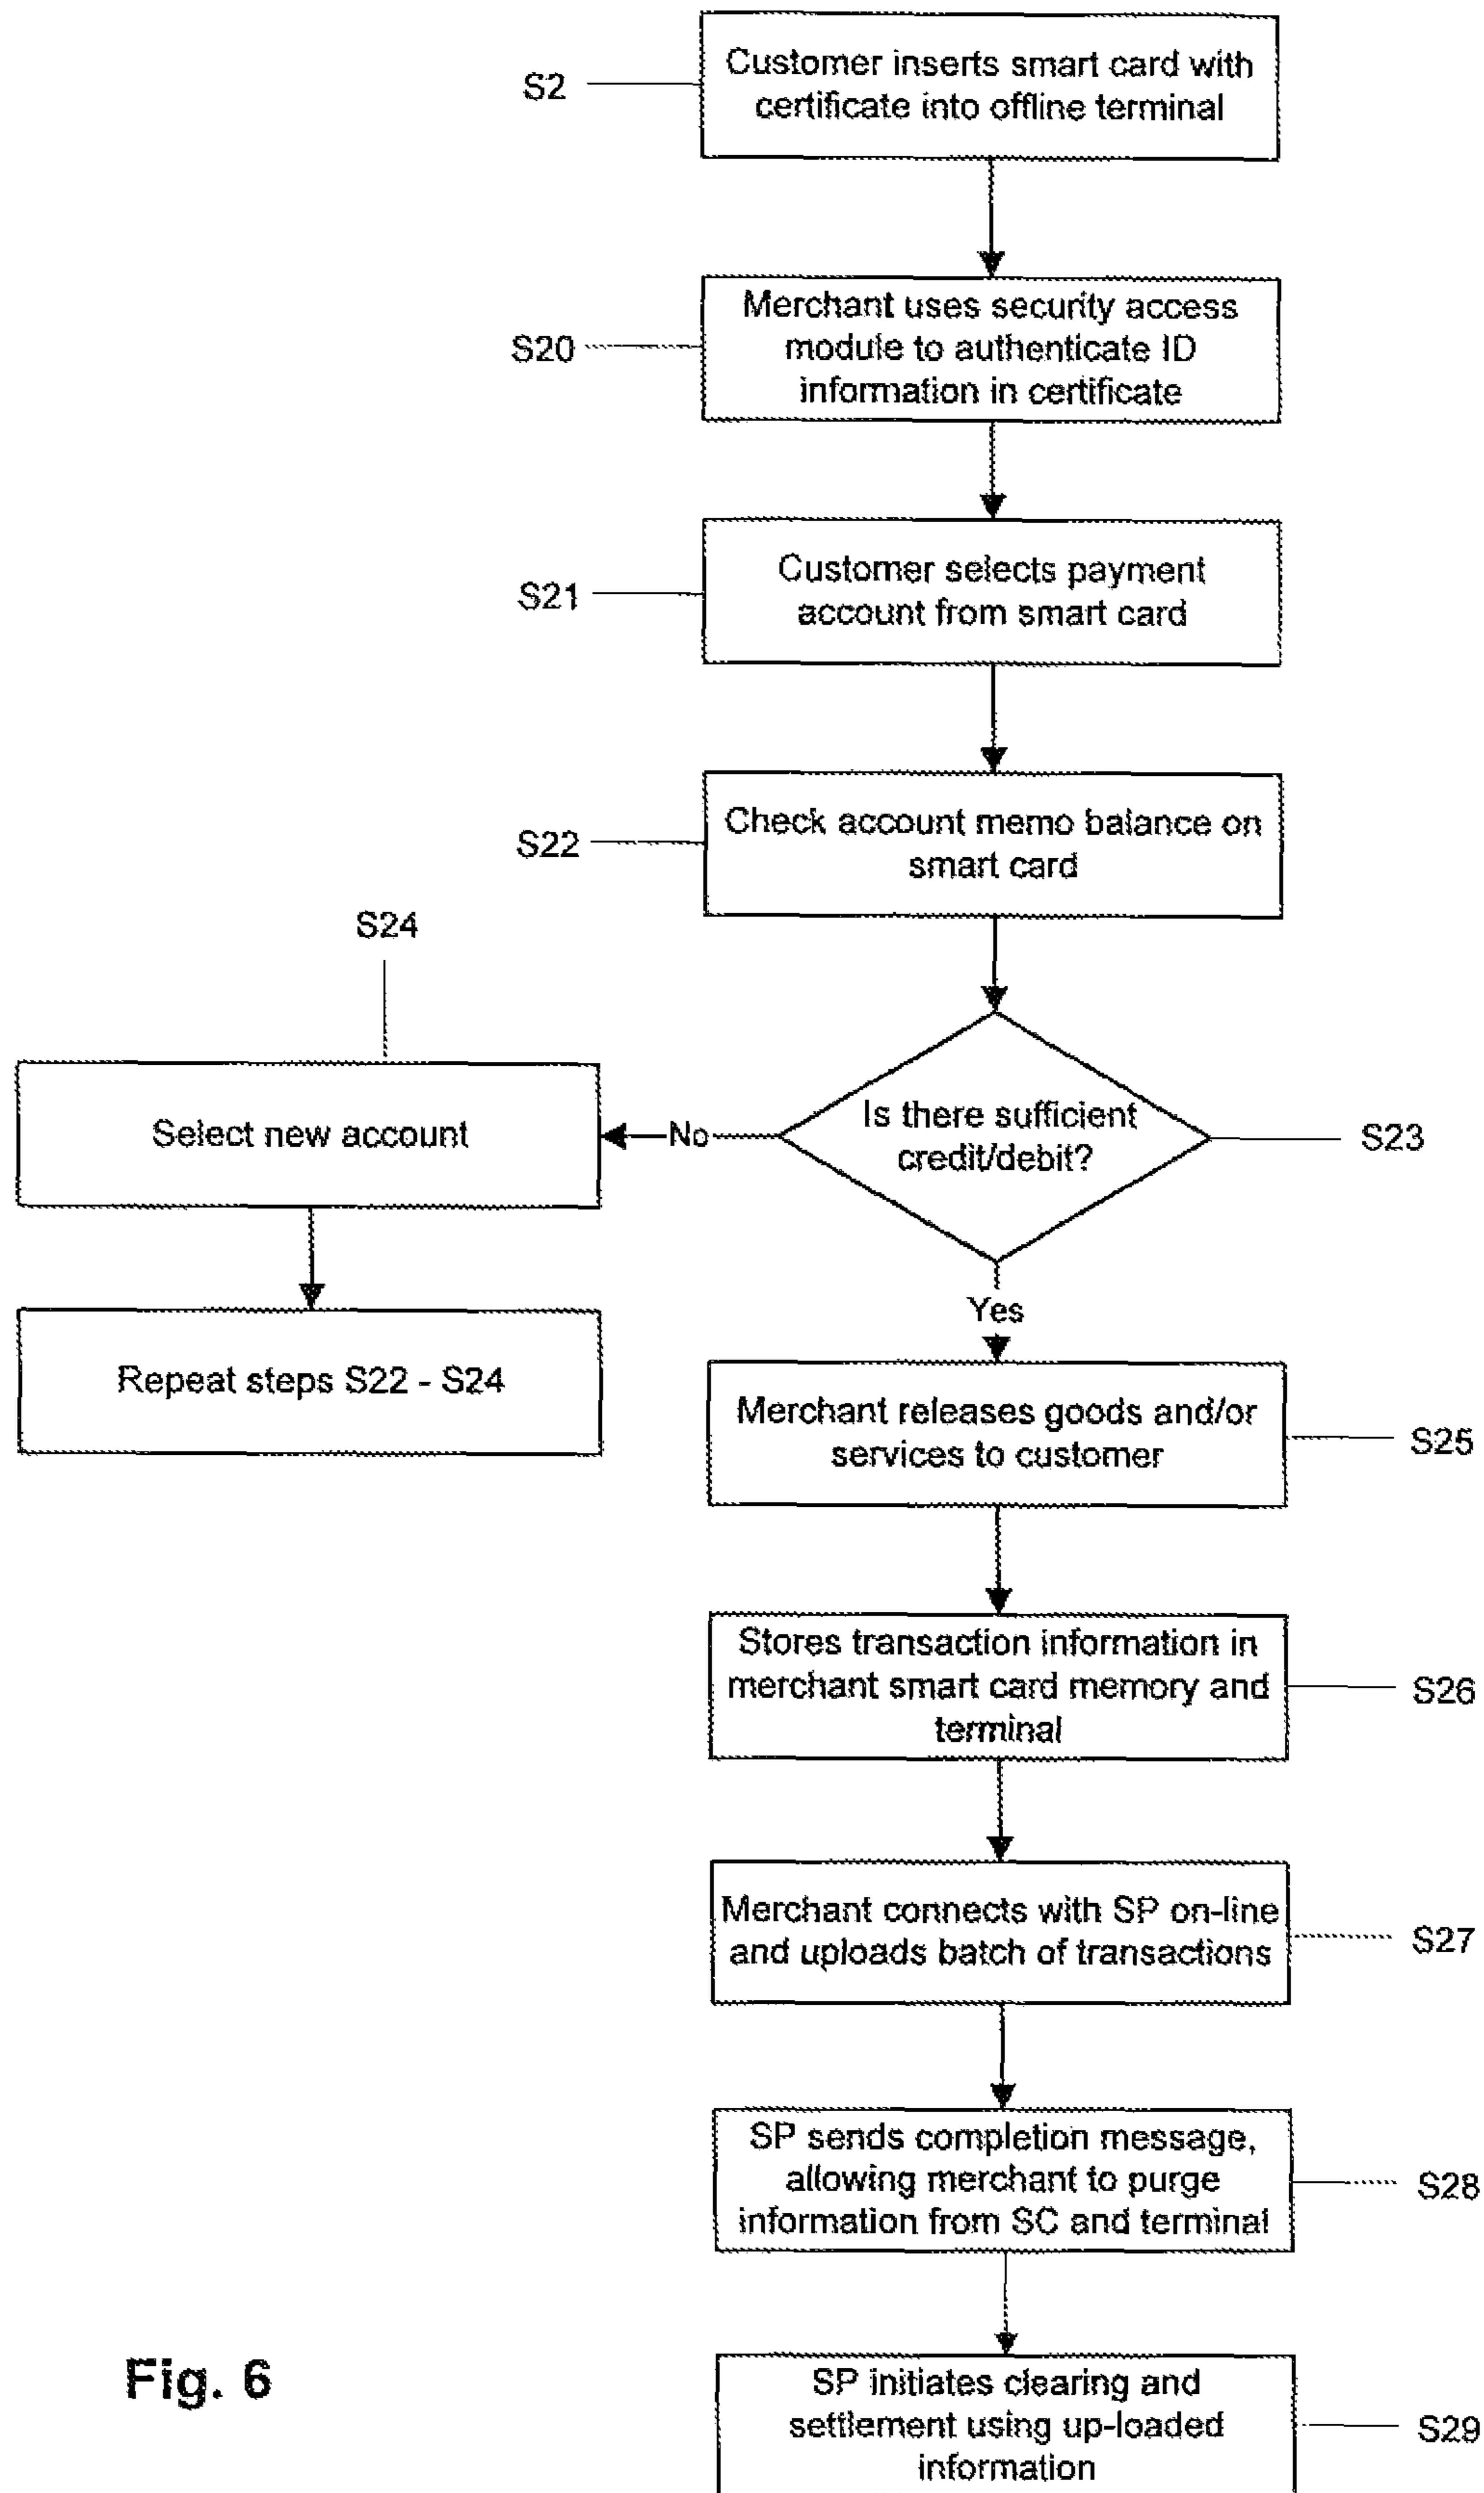 S2
Customer inserts smart card with
certificate into offline terminal
S20
Merchant uses security access
module to authenticate ID
information in certificate
S21
Customer selects payment
account from smart card
S22
Check account memo balance on
smart card
S24
Select new account
No
Is there sufficient
credit/debit?
S23
Repeat steps S22 - S24
Yes
Merchant releases goods and/or
services to customer
S25
Stores transaction information in
merchant smart card memory and
terminal
S26
Merchant connects with SP on-line
and uploads batch of transactions
S27
SP sends completion message,
allowing merchant to purge
information from SC and terminal
S28
SP initiates clearing and
settlement using up-loaded
information
S29
Fig. 6